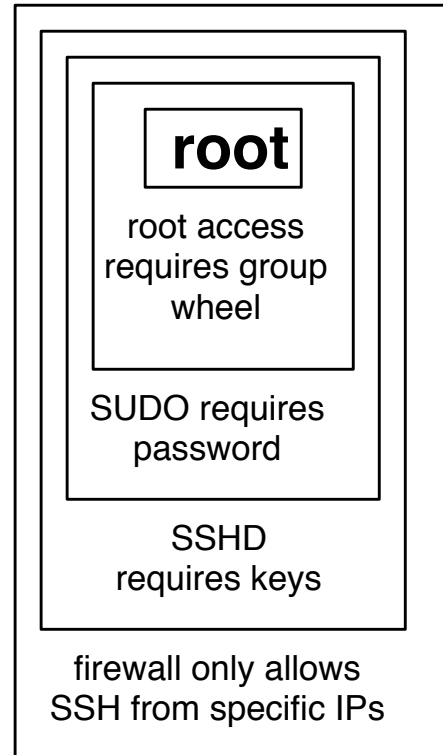 root
root access
requires group
wheel
SUDO requires
password
SSHD
requires keys
firewall only allows
SSH from specific IPs